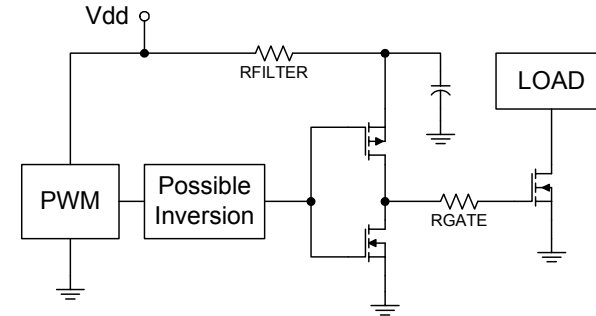 Vdd
RFILTER
LOAD
PWM
Possible
Inversion
RGATE